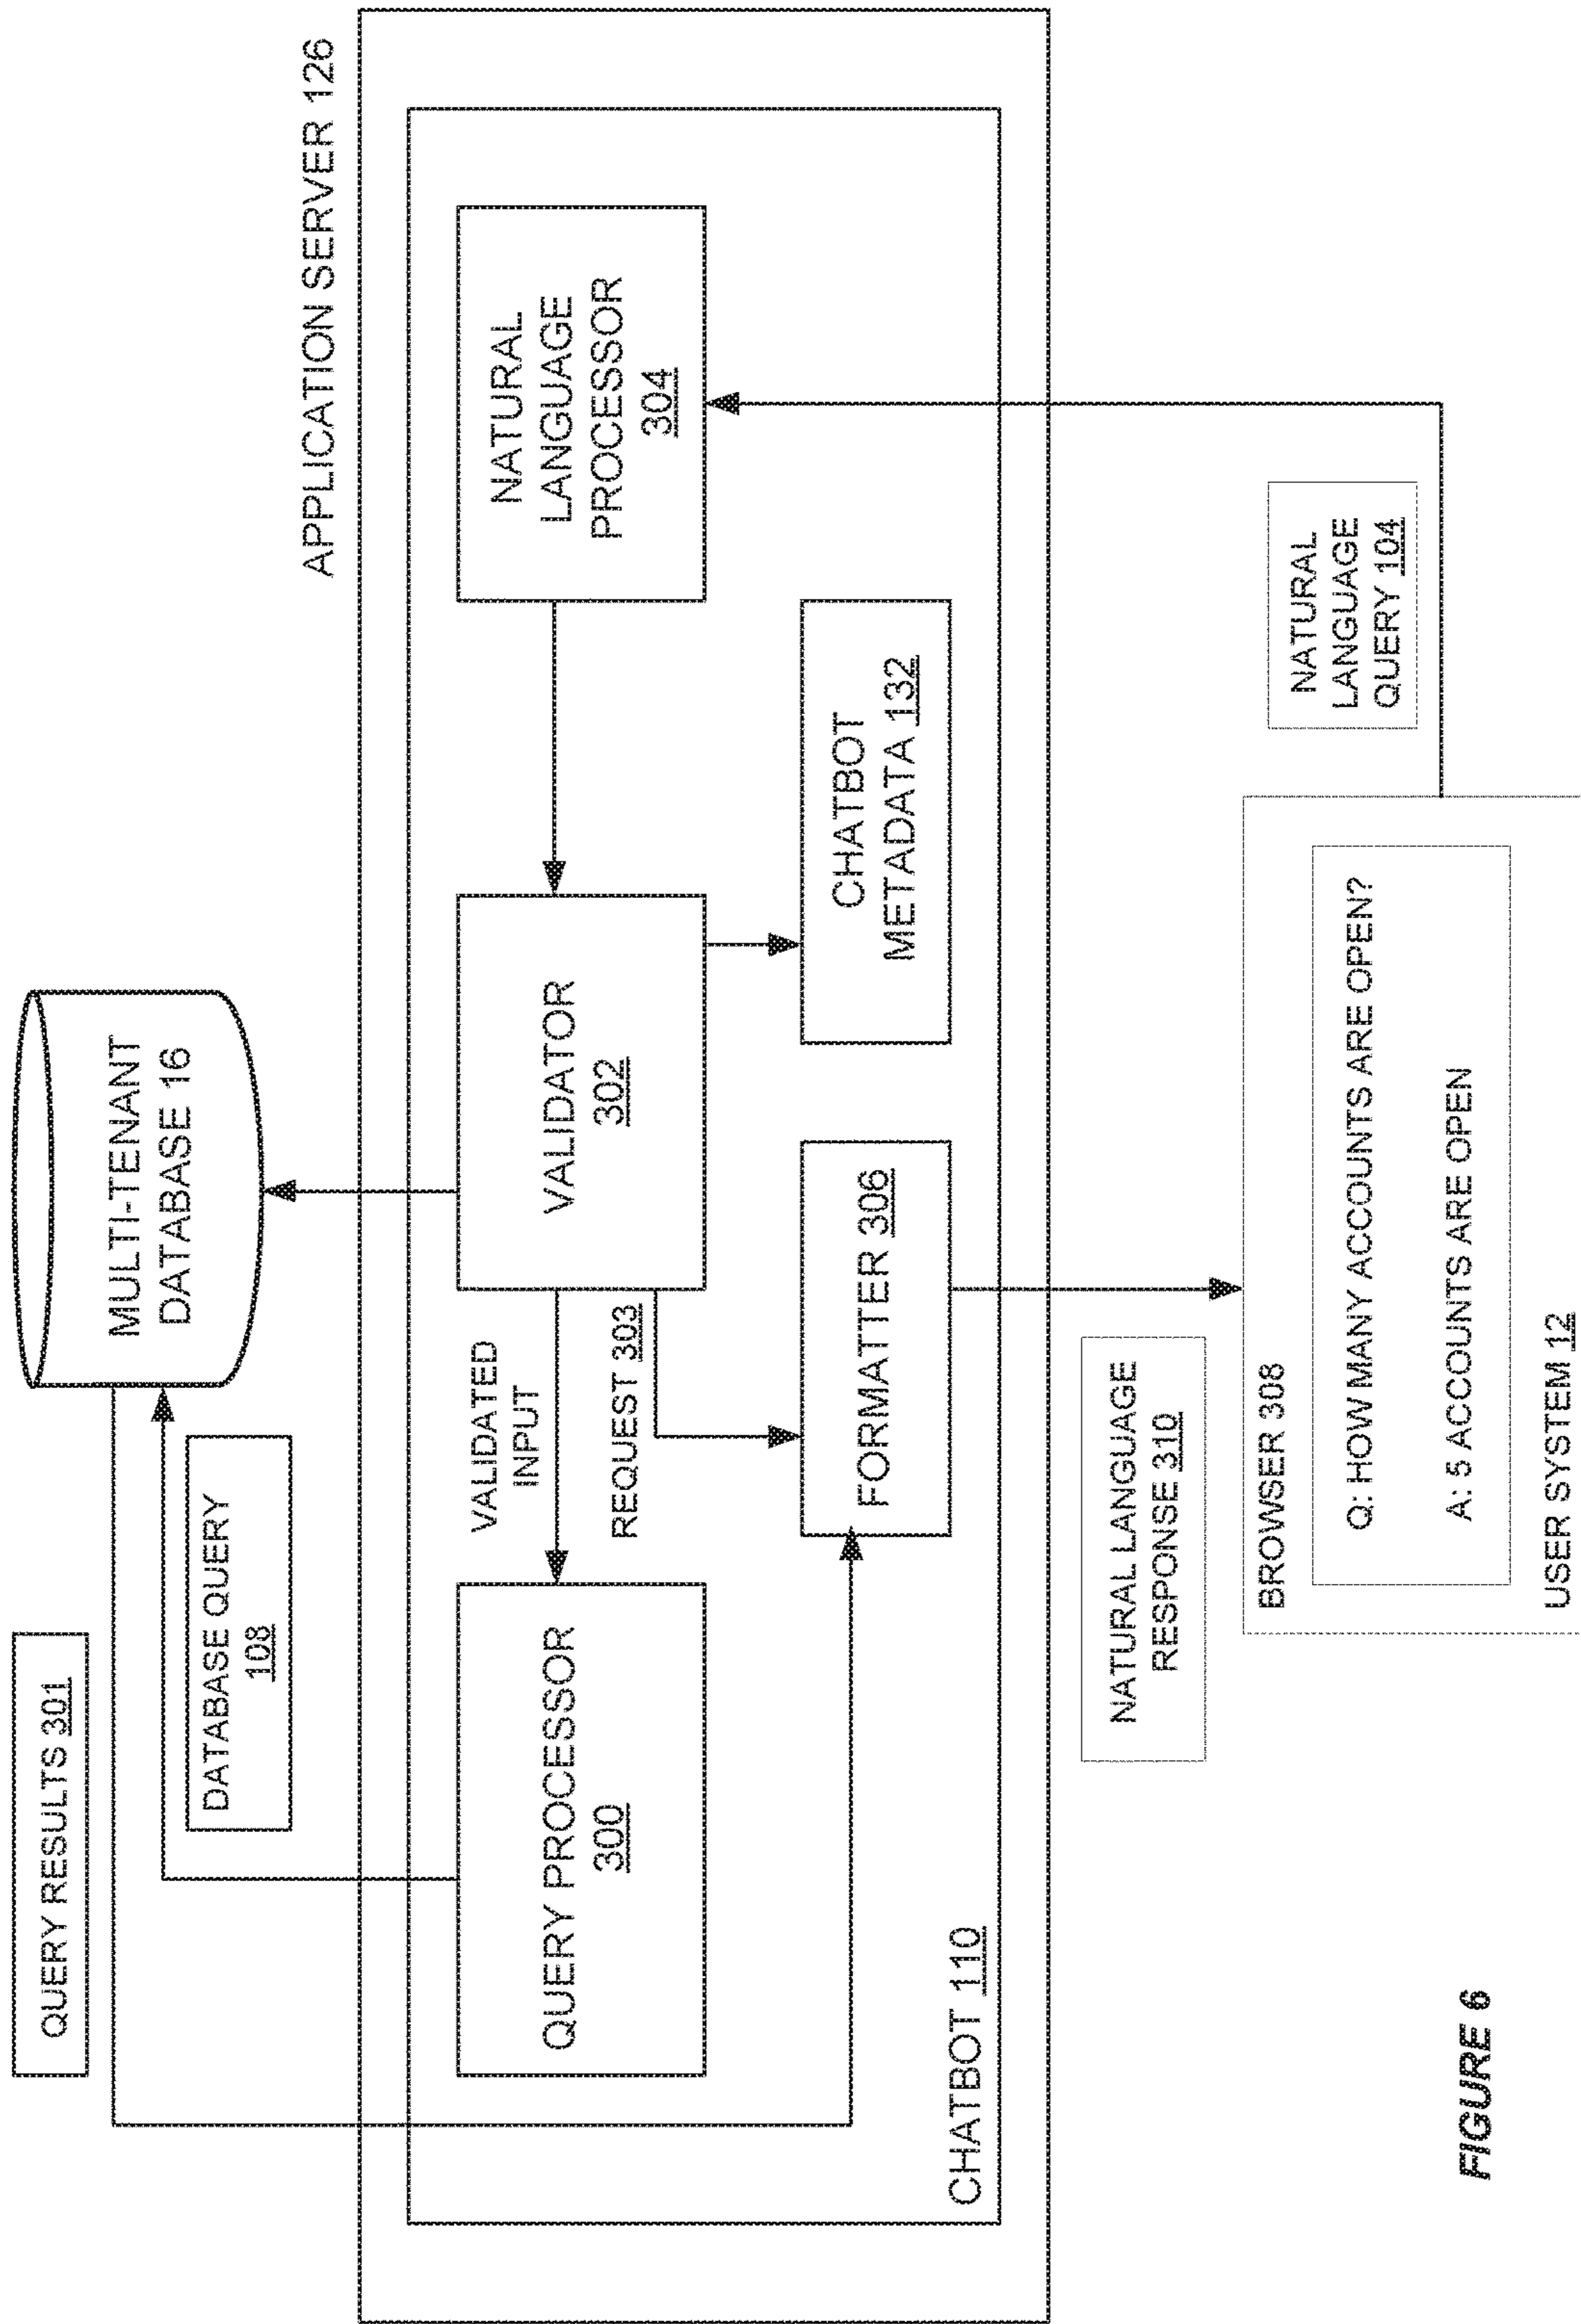 QUERY RESULTS 301
DATABASE QUERY
108
MULTI-TENANT
DATABASE 16
APPLICATION SERVER 126
QUERY PROCESSOR
300
VALIDATED
INPUT
REQUEST 303
VALIDATOR
302
NATURAL
LANGUAGE
PROCESSOR
304
FORMATTER 306
CHATBOT
METADATA 132
CHATBOT 110
NATURAL LANGUAGE
RESPONSE 310
NATURAL
LANGUAGE
QUERY 104
BROWSER 308
Q: HOW MANY ACCOUNTS ARE OPEN?
A: 5 ACCOUNTS ARE OPEN
USER SYSTEM 12
FIGURE 6